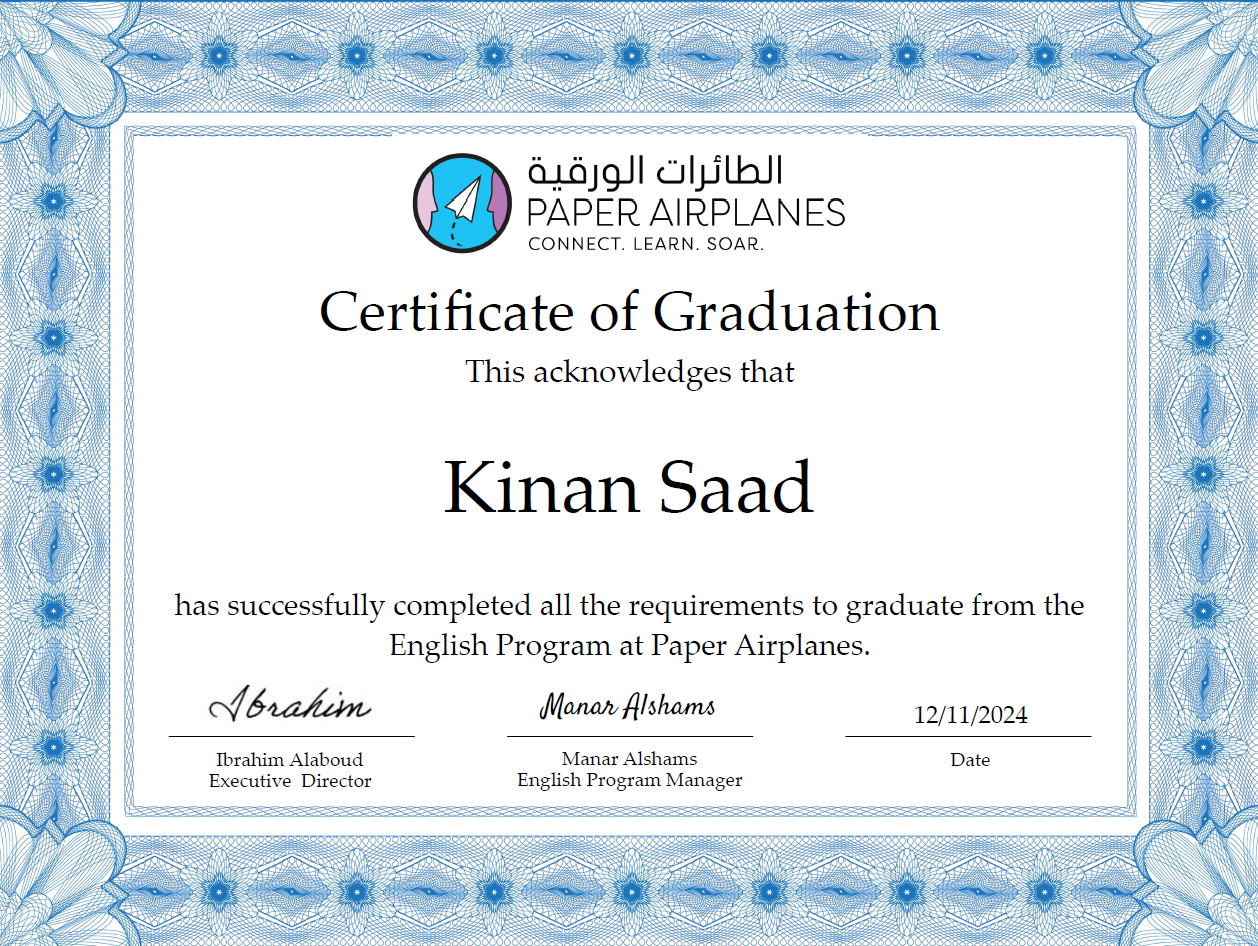 الطائرات الورقية
PAPER AIRPLANES
CONNECT. LEARN. SOAR.
Certificate of Graduation
This acknowledges that
Kinan Saad
has successfully completed all the requirements to graduate from the
English Program at Paper Airplanes.
Ibrahim
Manar Alshams
12/11/2024
Ibrahim Alaboud
Executive Director
Manar Alshams
English Program Manager
Date